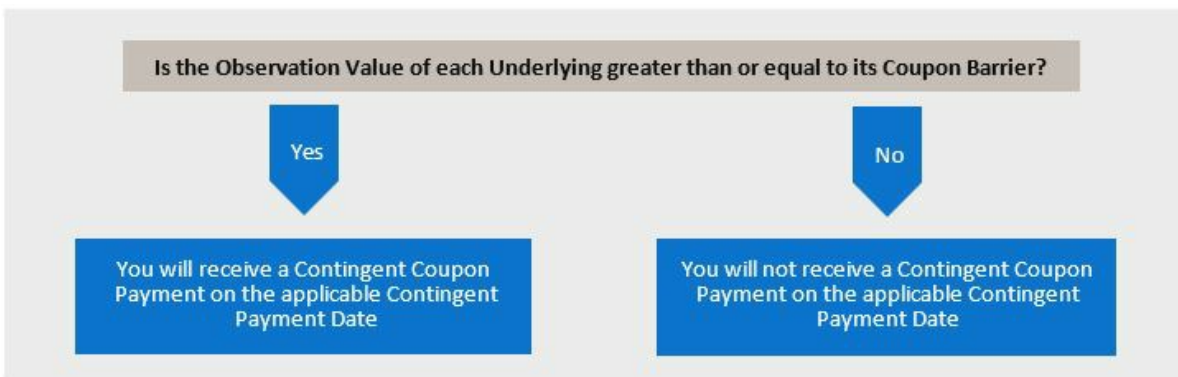 Is the Observation Value of each Underlying greater than or equal to its Coupon Barrier?
Yes
No
You will receive a Contingent Coupon
Payment on the applicable Contingent
Payment Date
You will not receive a Contingent Coupon
Payment on the applicable Contingent
Payment Date